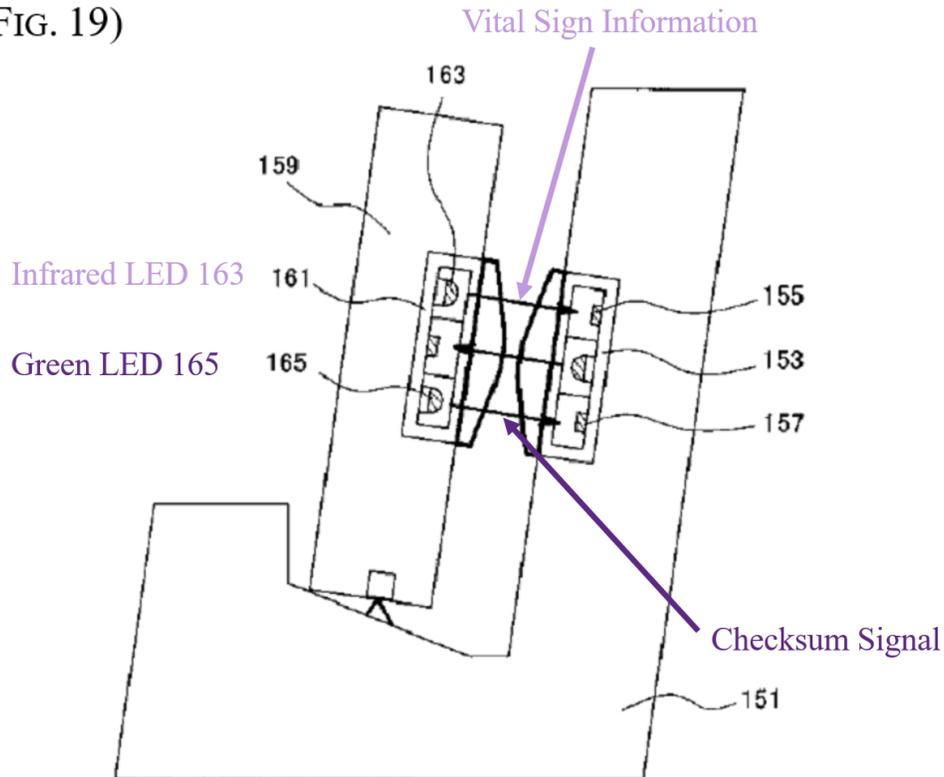 FIG. 19)
Vital Sign Information
163
159
Infrared LED 163
161
155
Green LED 165
165
153
157
Checksum Signal
151